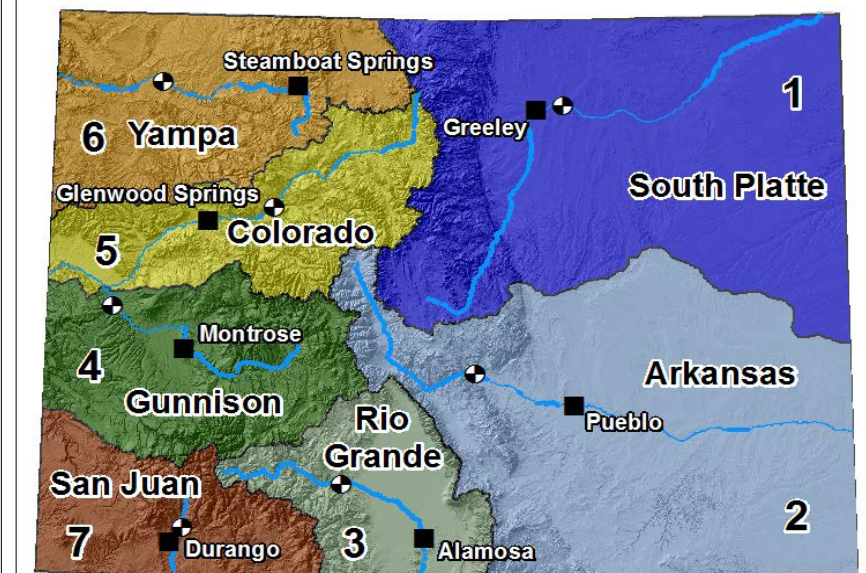 Steamboat Springs
1
6 Yampa
Greeley
South Platte
Glenwood Springs
Colorado
5
Montrose
4
Gunnison
Arkansas
Rio
Grande
Pueblo
San Juan
7
Durango
3
Alamosa
2